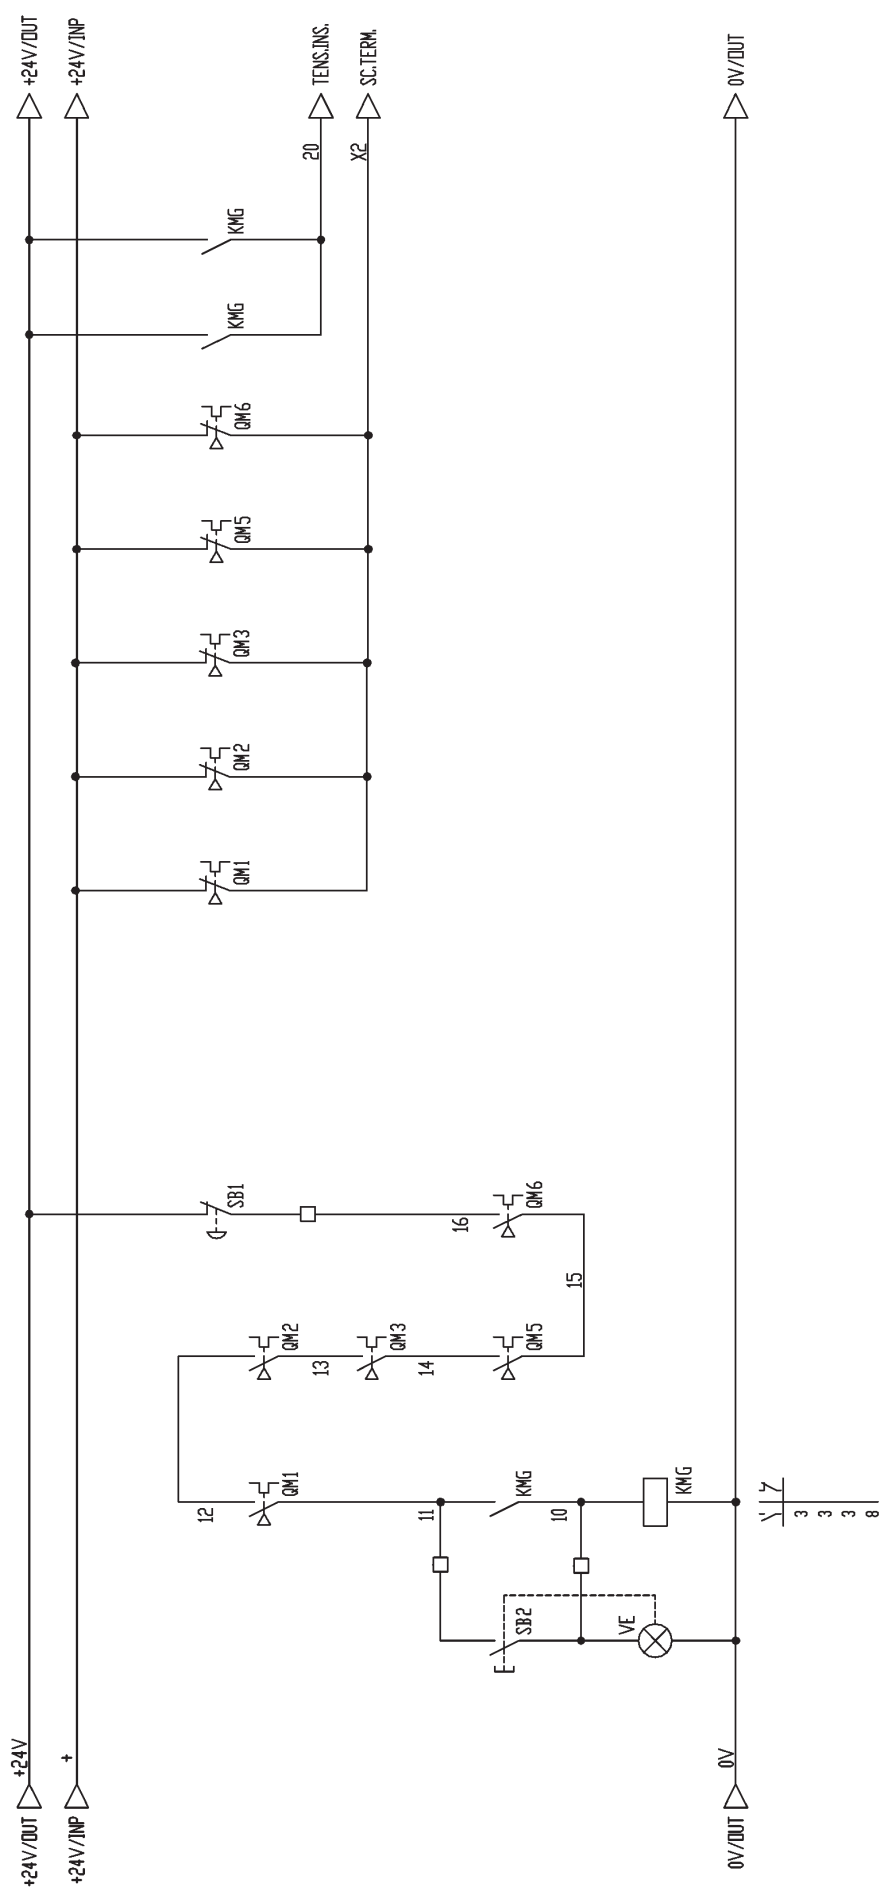 +24V/OUT
+24V/INP
TENS.INS.
SC.TERM.
0V/OUT
20
X2
KMG
KMG
QM6
QM5
QM3
QM2
QM1
SB1
16
QM6
15
QM2
13
QM3
14
QM5
12
QM1
11
KMG
10
KMG
3
3
3
8
SB2
VE
+24V
+
0V
+24V/OUT
+24V/INP
0V/OUT